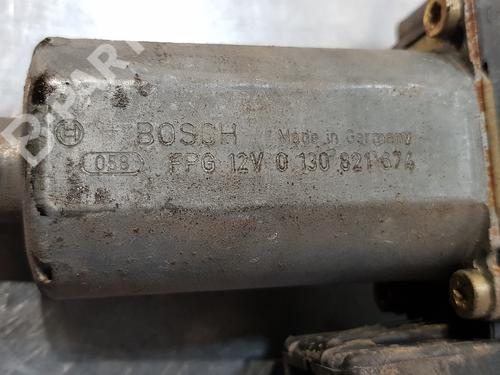 BOSCH Made in Germany
058 FPG 12V 0 130 821 674
B-PARTS